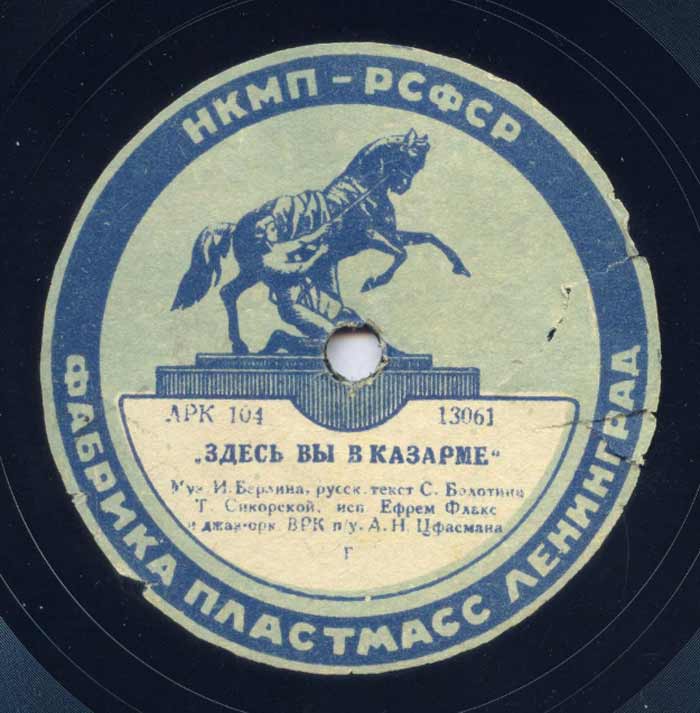 НКМП - РСФСР
АРК 104 13061
„ЗДЕСЬ ВЫ В КАЗАРМЕ"
Муз И. Берлина, русск. текст С. Болотина
Т. Сикорской, исп. Ефрем Флакс
и джаз-орк. ВРК п/у. А. Н. Цфасмана
Г
ФАБРИКА ПЛАСТМАСС ЛЕНИНГРАД